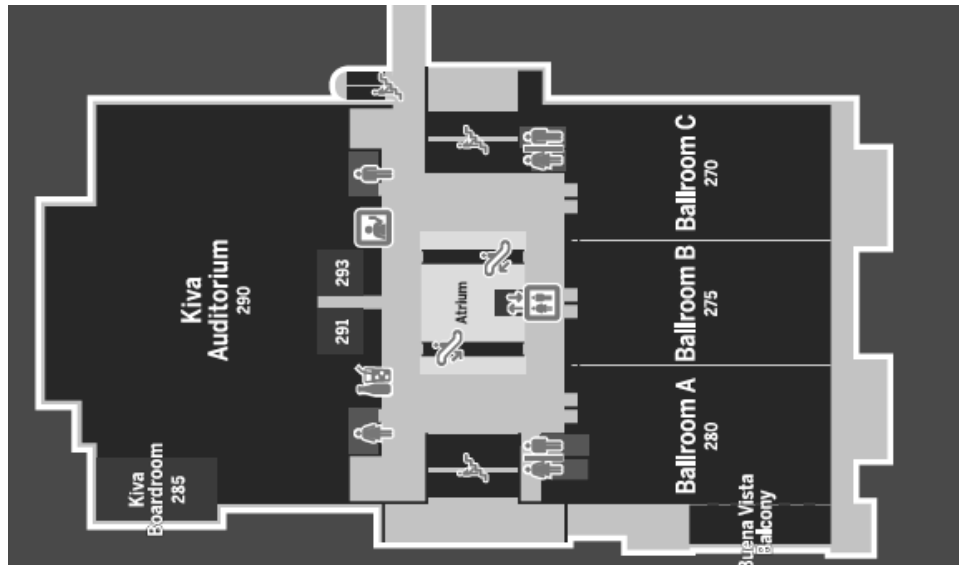 Kiva
Auditorium
290
293
291
Kiva
Boardroom
285
Atrium
Ballroom C
270
Ballroom B
275
Ballroom A
280
Buena Vista
Balcony